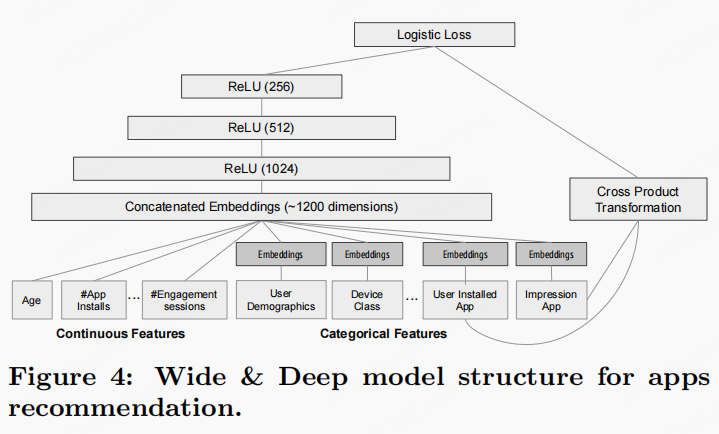 Logistic Loss
ReLU (256)
ReLU (512)
ReLU (1024)
Concatenated Embeddings (~1200 dimensions)
Cross Product
Transformation
Embeddings
Embeddings
Embeddings
Embeddings
Age
#App
Installs
...
#Engagement
sessions
User
Demographics
Device
Class
...
User Installed
App
Impression
App
Continuous Features
Categorical Features
Figure 4: Wide & Deep model structure for apps
recommendation.